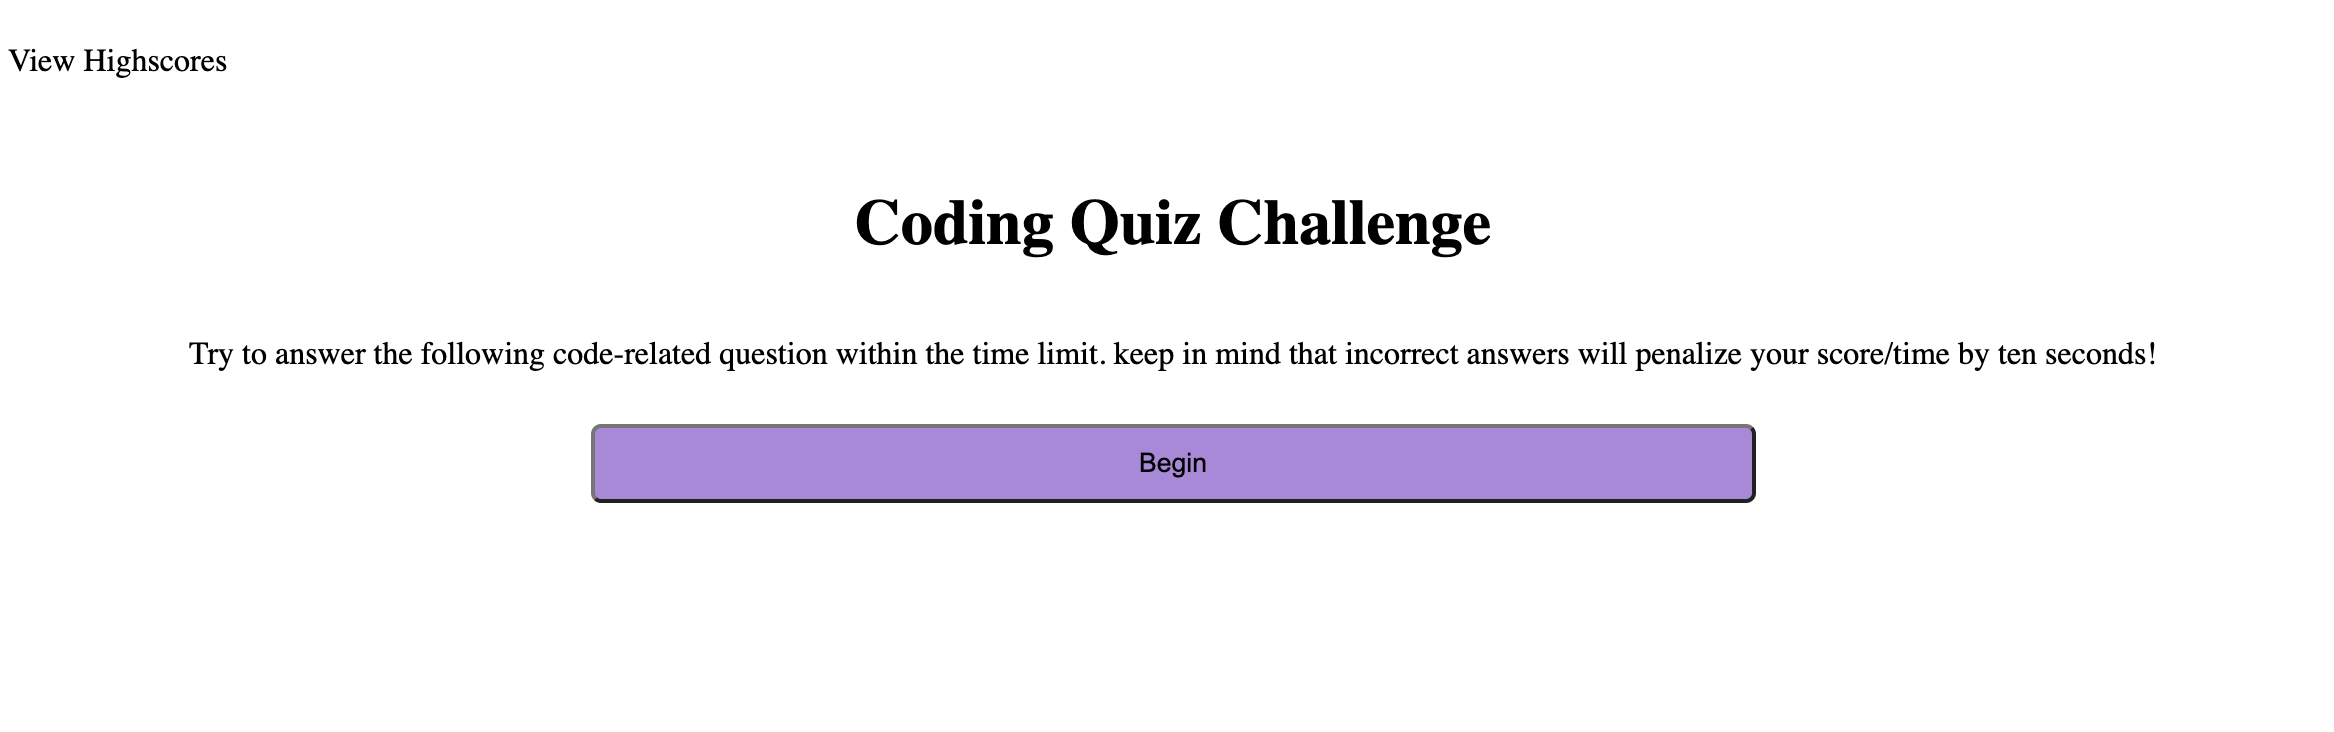 View Highscores
Coding Quiz Challenge
Try to answer the following code-related question within the time limit. keep in mind that incorrect answers will penalize your score/time by ten seconds!
Begin